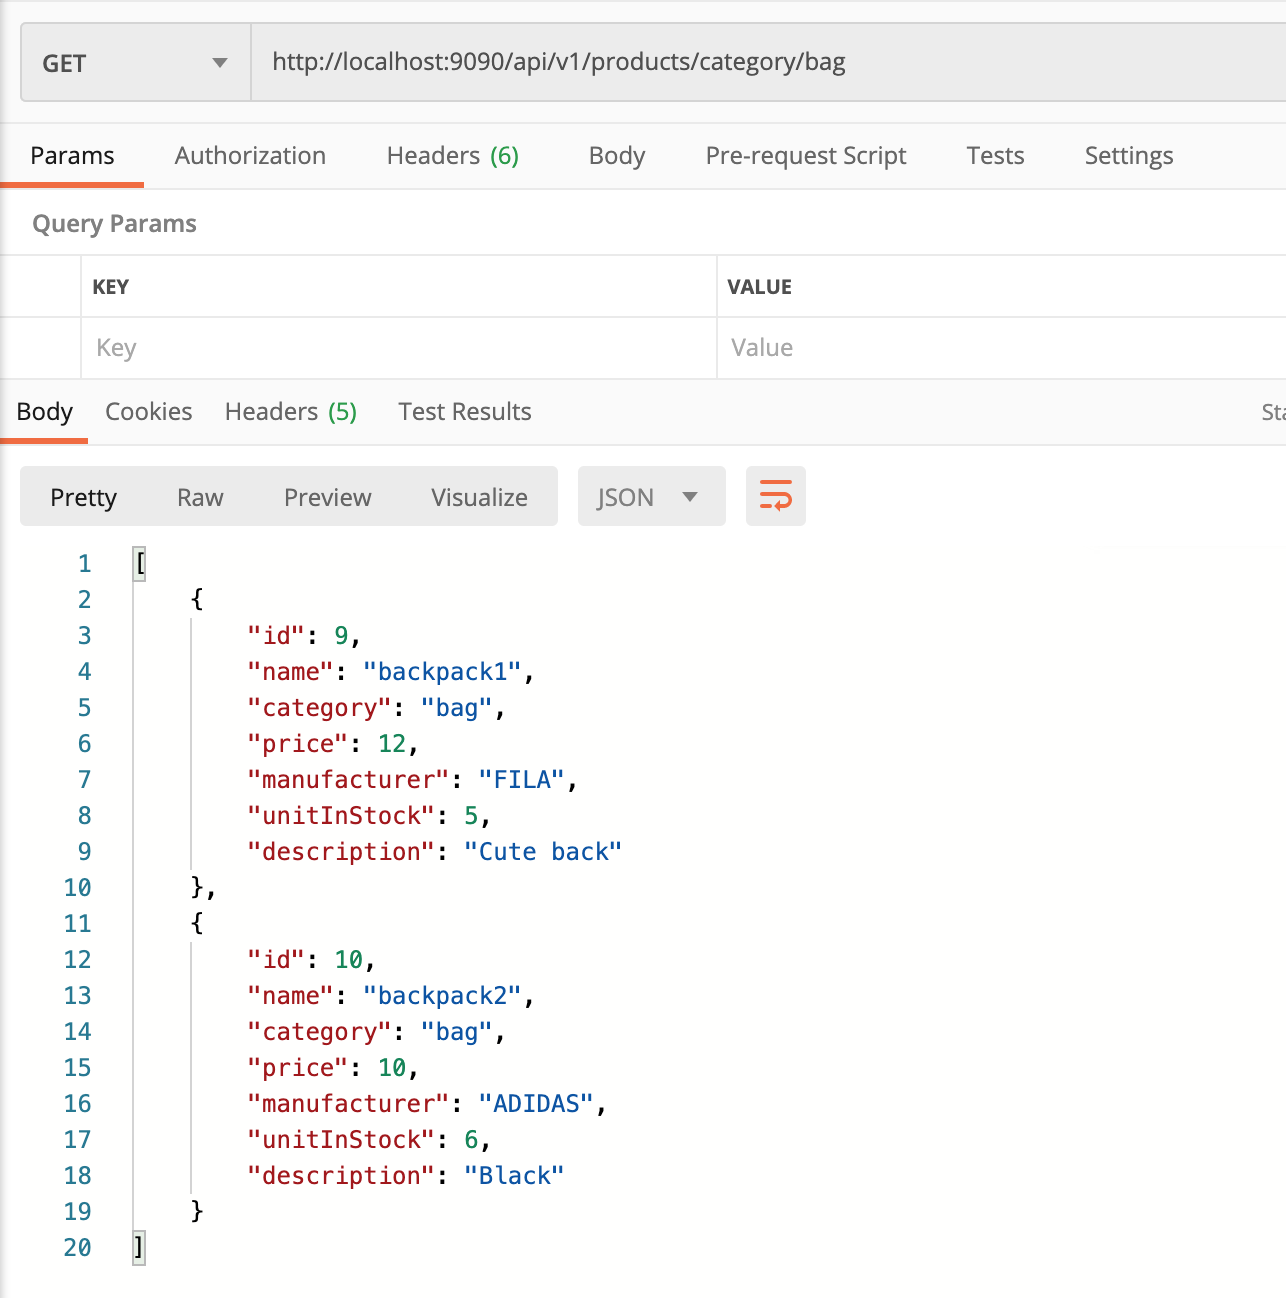 GET http://localhost:9090/api/v1/products/category/bag
Params Authorization Headers (6) Body Pre-request Script Tests Settings
Query Params
KEY VALUE
Key Value
Body Cookies Headers (5) Test Results Sta
Pretty Raw Preview Visualize JSON
1 [
2 {
3 "id": 9,
4 "name": "backpack1",
5 "category": "bag",
6 "price": 12,
7 "manufacturer": "FILA",
8 "unitInStock": 5,
9 "description": "Cute back"
10 },
11 {
12 "id": 10,
13 "name": "backpack2",
14 "category": "bag",
15 "price": 10,
16 "manufacturer": "ADIDAS",
17 "unitInStock": 6,
18 "description": "Black"
19 }
20 ]